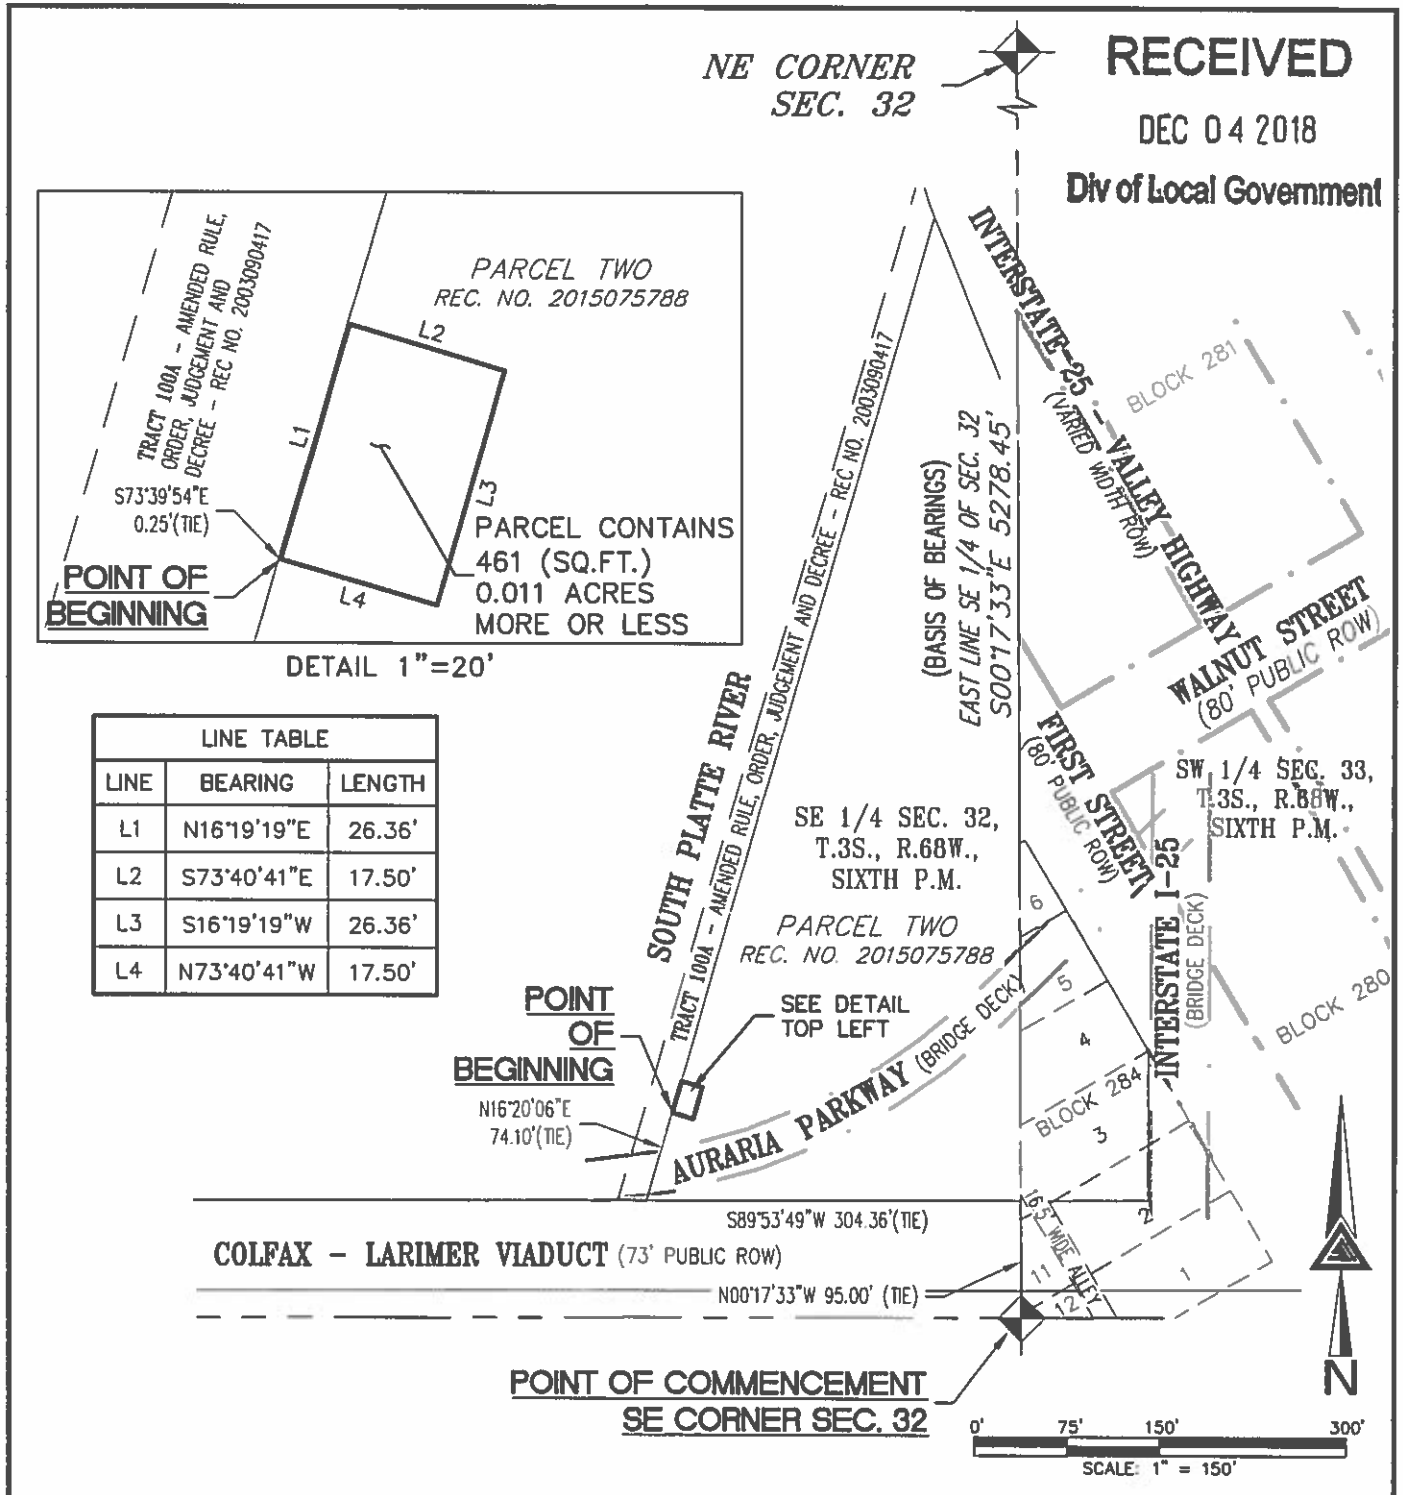 NE CORNER
SEC. 32
RECEIVED
DEC 04 2018
Div of Local Government
TRACT 100A - AMENDED RULE,
ORDER, JUDGEMENT AND
DECREE - REC NO. 2003090417
PARCEL TWO
REC. NO. 2015075788
L2
L1
L3
L4
S73°39'54"E
0.25'(TIE)
POINT OF
BEGINNING
PARCEL CONTAINS
461 (SQ.FT.)
0.011 ACRES
MORE OR LESS
DETAIL 1"=20'
LINE TABLE
LINE BEARING LENGTH
L1 N16°19'19"E 26.36'
L2 S73°40'41"E 17.50'
L3 S16°19'19"W 26.36'
L4 N73°40'41"W 17.50'
SOUTH PLATTE RIVER
TRACT 100A - AMENDED RULE, ORDER, JUDGEMENT AND DECREE - REC NO. 2003090417
(BASIS OF BEARINGS)
EAST LINE SE 1/4 OF SEC. 32
S00°17'33"E 5278.45'
INTERSTATE-25 - VALLEY HIGHWAY
(VARIED WIDTH ROW)
BLOCK 281
WALNUT STREET
(80' PUBLIC ROW)
FIRST STREET
(80' PUBLIC ROW)
SW 1/4 SEC. 33,
T.3S., R.68W.,
SIXTH P.M.
SE 1/4 SEC. 32,
T.3S., R.68W.,
SIXTH P.M.
PARCEL TWO
REC. NO. 2015075788
INTERSTATE I-25
(BRIDGE DECK)
BLOCK 280
POINT
OF
BEGINNING
SEE DETAIL
TOP LEFT
N16°20'06"E
74.10'(TIE)
AURARIA PARKWAY (BRIDGE DECK)
6
5
4
BLOCK 284
3
2
1
11
12
16.5' WIDE ALLEY
S89°53'49"W 304.36'(TIE)
COLFAX - LARIMER VIADUCT (73' PUBLIC ROW)
N00°17'33"W 95.00' (TIE)
POINT OF COMMENCEMENT
SE CORNER SEC. 32
N
0' 75' 150' 300'
SCALE: 1" = 150'